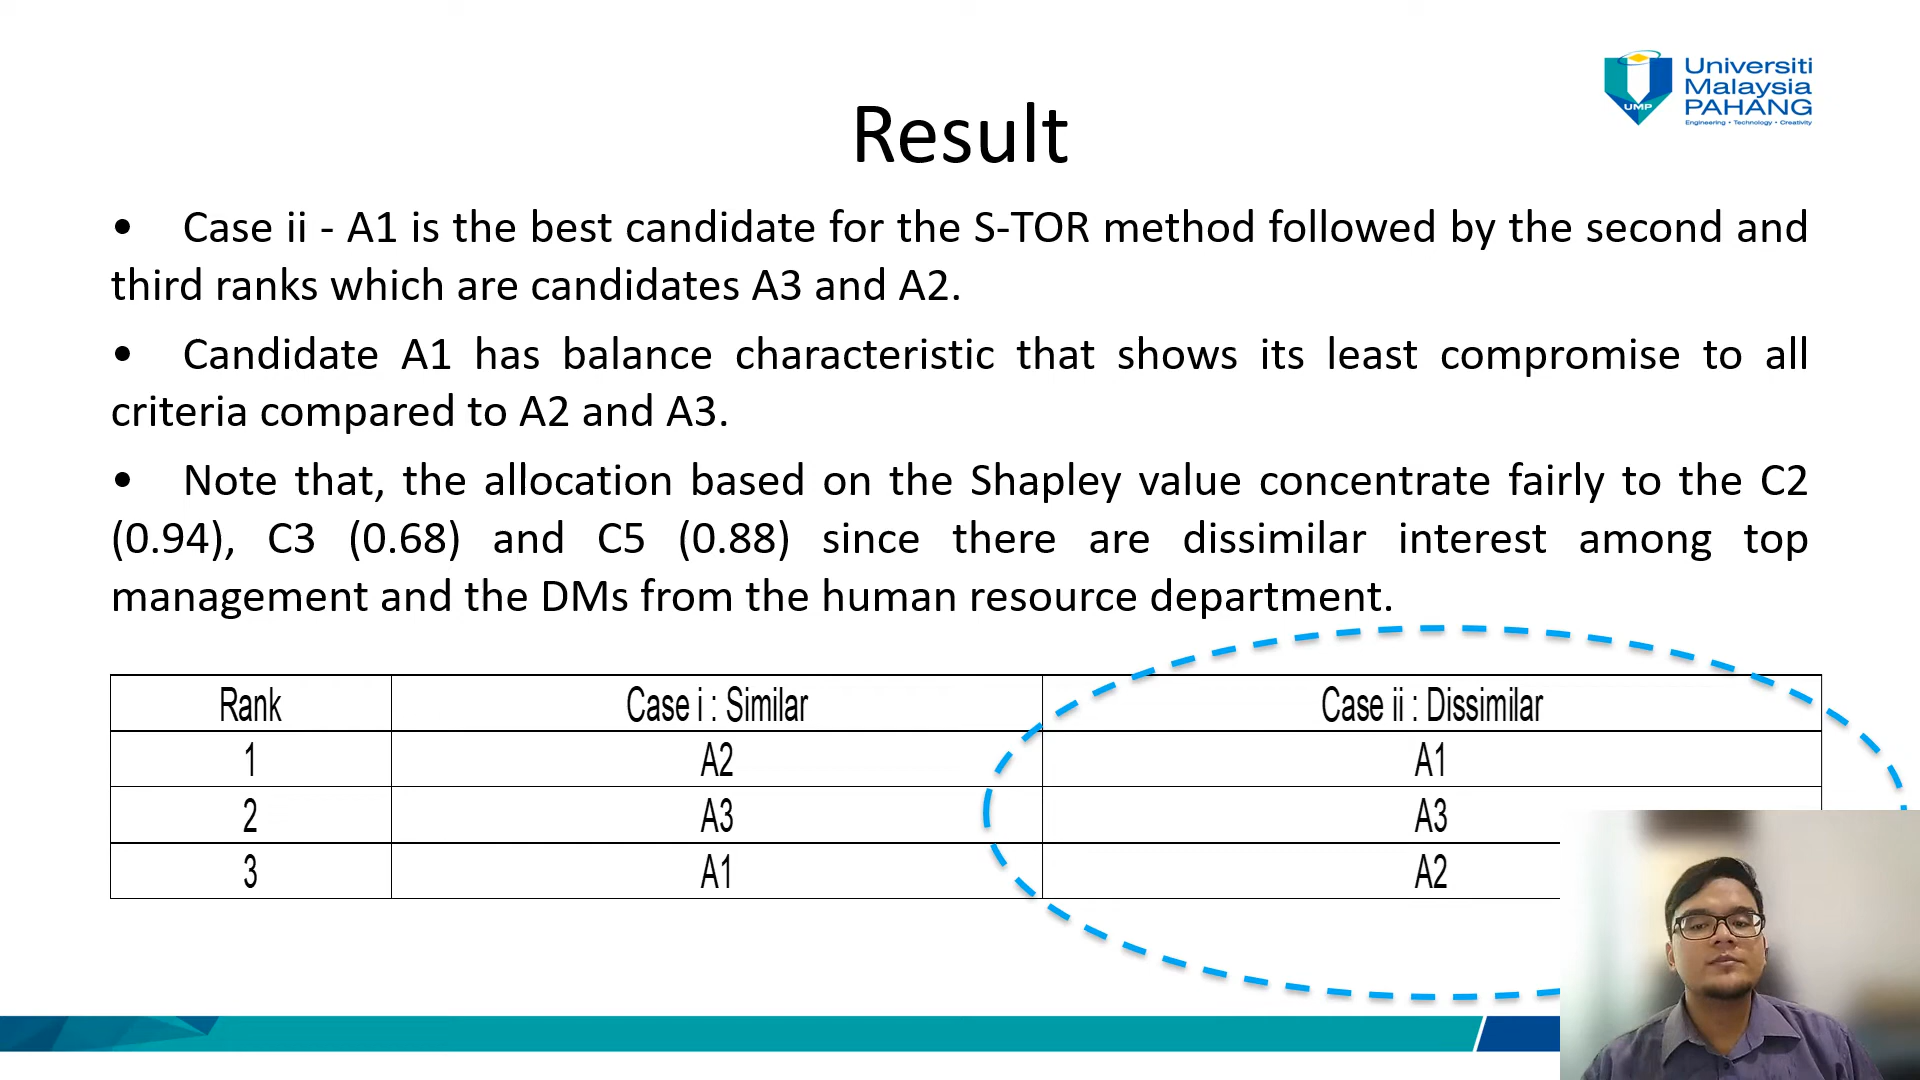 Universiti
Malaysia
PAHANG
Engineering • Technology • Creativity
UMP
Result
• Case ii - A1 is the best candidate for the S-TOR method followed by the second and
third ranks which are candidates A3 and A2.
• Candidate A1 has balance characteristic that shows its least compromise to all
criteria compared to A2 and A3.
• Note that, the allocation based on the Shapley value concentrate fairly to the C2
(0.94), C3 (0.68) and C5 (0.88) since there are dissimilar interest among top
management and the DMs from the human resource department.
Rank Case i : Similar Case ii : Dissimilar
1 A2 A1
2 A3 A3
3 A1 A2